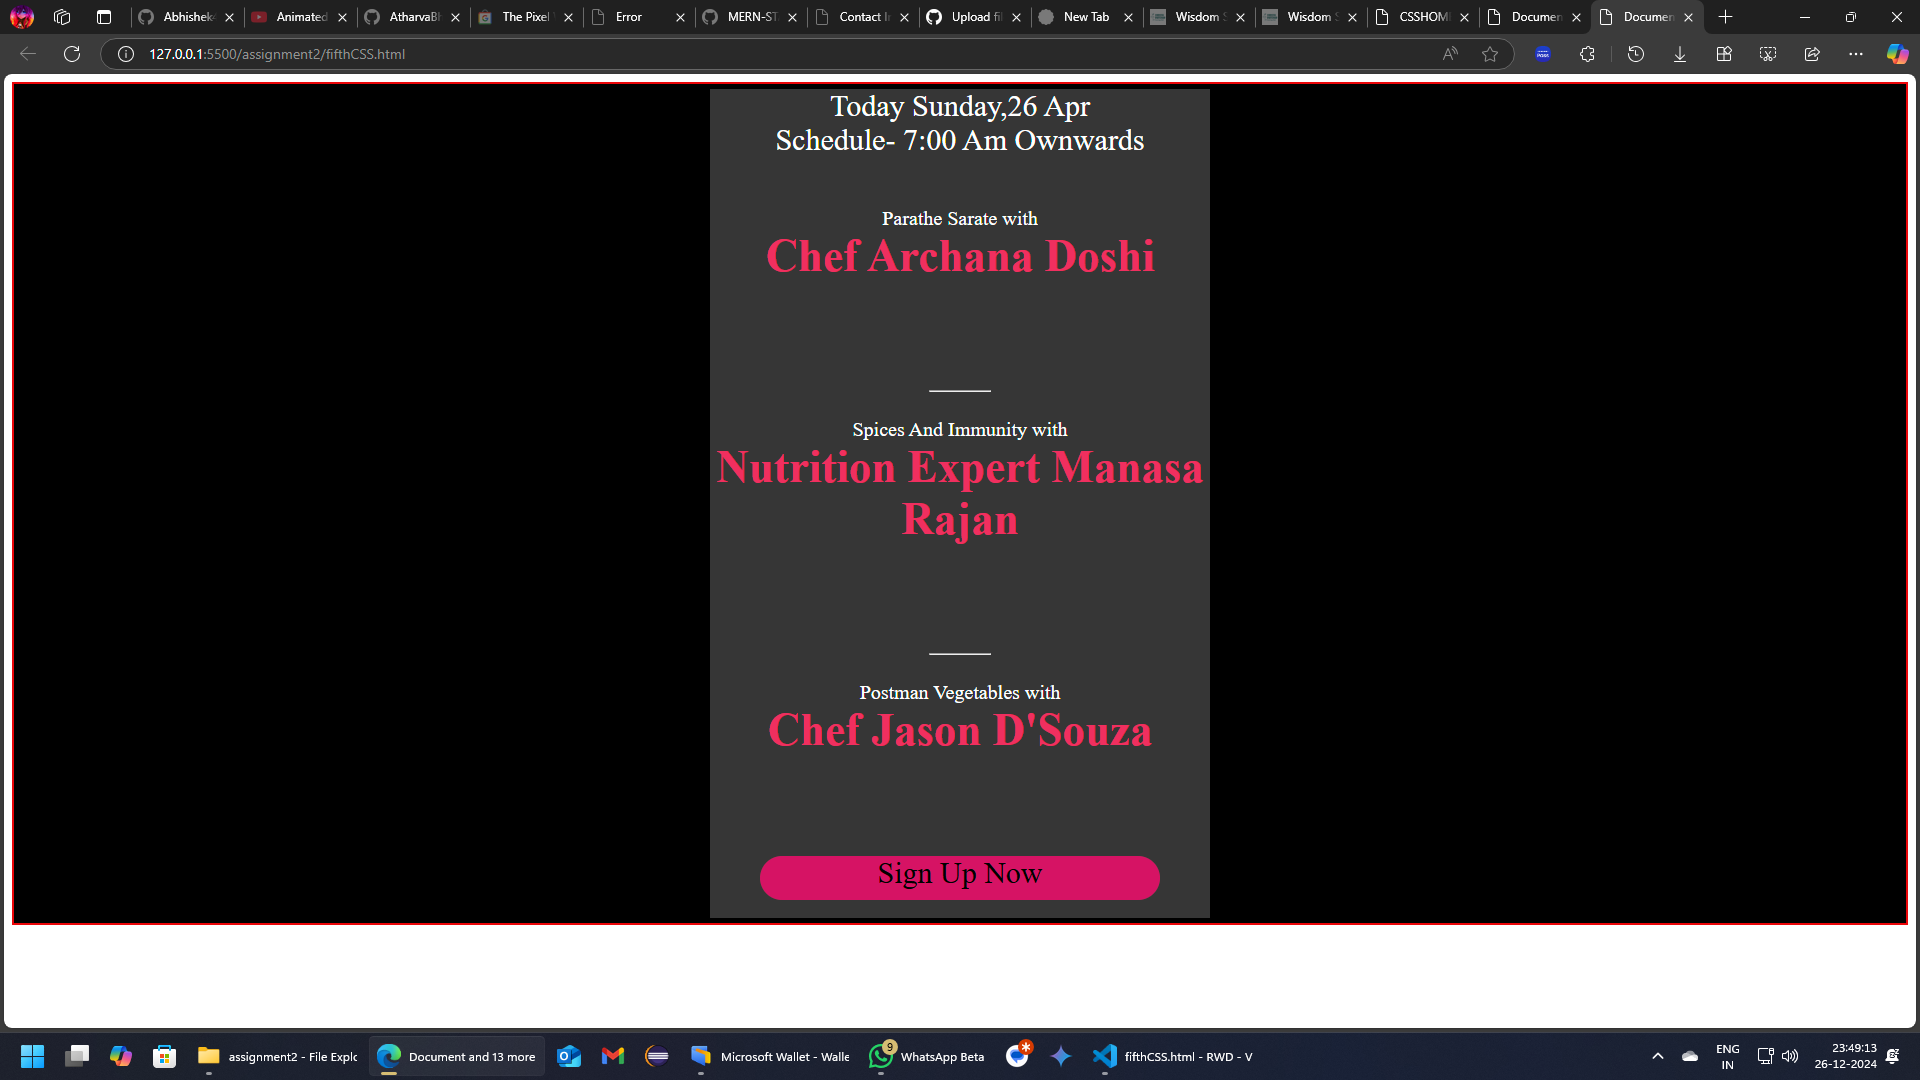 Abhishek
Animated
AtharvaBh
The Pixel
Error
MERN-ST
Contact I
Upload fil
New Tab
Wisdom S
Wisdom S
CSSHOM
Documen
Documen
127.0.0.1:5500/assignment2/fifthCSS.html
Today Sunday,26 Apr
Schedule- 7:00 Am Ownwards
Parathe Sarate with
Chef Archana Doshi
Spices And Immunity with
Nutrition Expert Manasa
Rajan
Postman Vegetables with
Chef Jason D'Souza
Sign Up Now
assignment2 - File Explo
Document and 13 more
Microsoft Wallet - Walle
9
WhatsApp Beta
fifthCSS.html - RWD - V
ENG
IN
23:49:13
26-12-2024